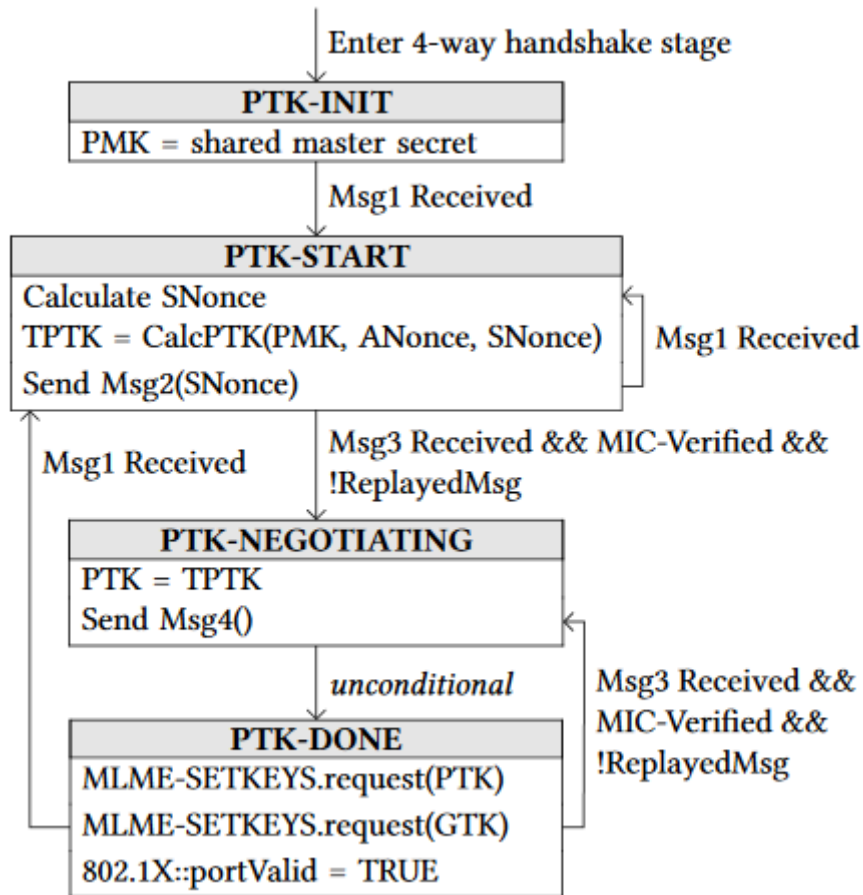 Enter 4-way handshake stage
PTK-INIT
PMK = shared master secret
Msg1 Received
PTK-START
Calculate SNonce
TPTK = CalcPTK(PMK, ANonce, SNonce)
Send Msg2(SNonce)
Msg1 Received
Msg1 Received
Msg3 Received && MIC-Verified &&
!ReplayedMsg
PTK-NEGOTIATING
PTK = TPTK
Send Msg4()
unconditional
Msg3 Received &&
MIC-Verified &&
!ReplayedMsg
PTK-DONE
MLME-SETKEYS.request(PTK)
MLME-SETKEYS.request(GTK)
802.1X::portValid = TRUE